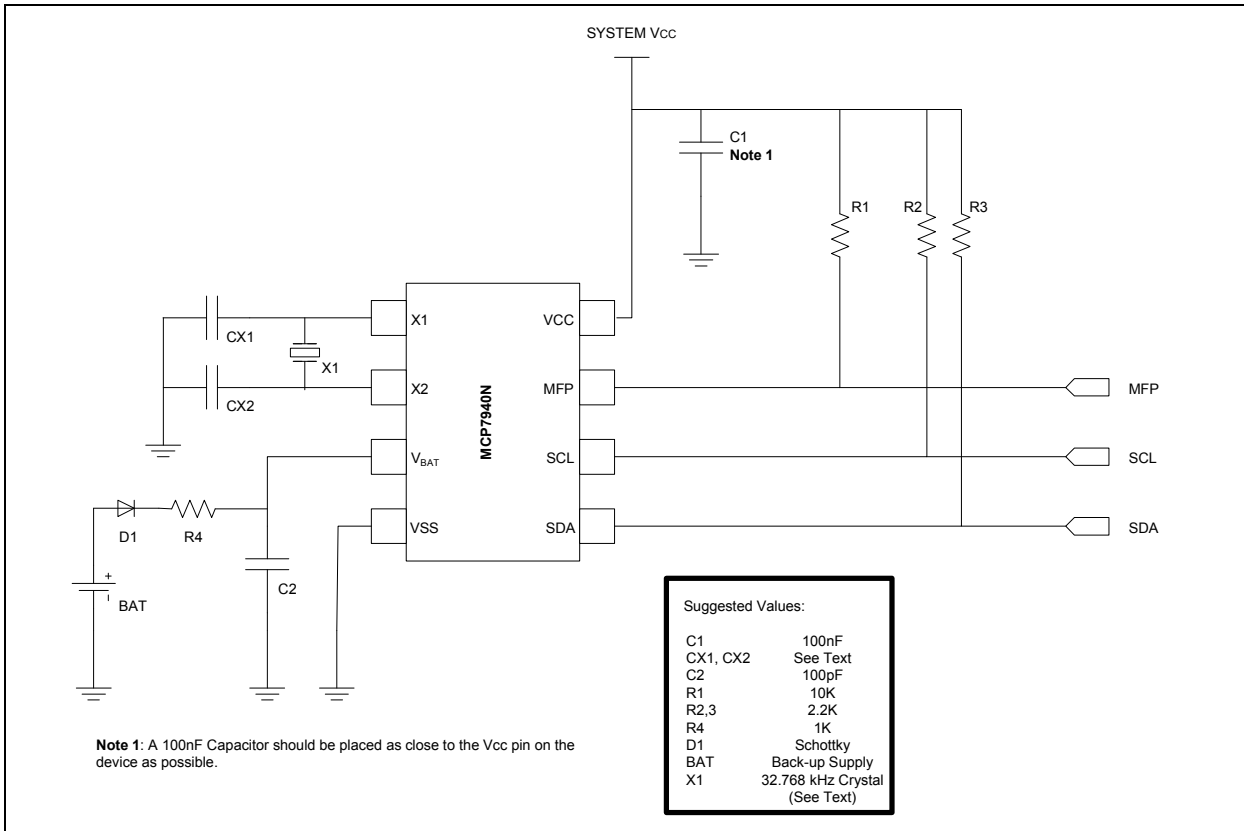 SYSTEM VCC
C1
Note 1
R1
R2
R3
CX1
X1
CX2
X1
X2
VBAT
VSS
MCP7940N
VCC
MFP
SCL
SDA
MFP
SCL
SDA
D1
R4
C2
+
-
BAT
Suggested Values:
C1 100nF
CX1, CX2 See Text
C2 100pF
R1 10K
R2,3 2.2K
R4 1K
D1 Schottky
BAT Back-up Supply
X1 32.768 kHz Crystal
(See Text)
Note 1: A 100nF Capacitor should be placed as close to the Vcc pin on the
device as possible.